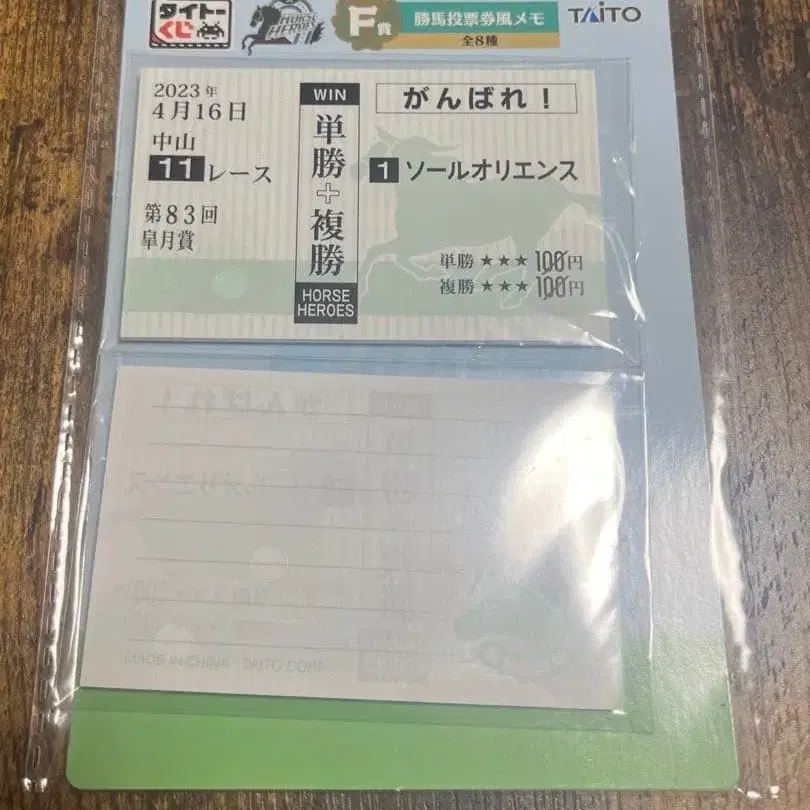 タイトーくじ
HORSE HEROES
F賞
勝馬投票券風メモ
全8種
TAITO
2023年
4月16日
中山
11レース
第83回
皐月賞
WIN
単勝+複勝
HORSE
HEROES
がんばれ！
1 ソールオリエンス
単勝 ★★★100円
複勝 ★★★100円
MADE IN CHINA TAITO CORP.